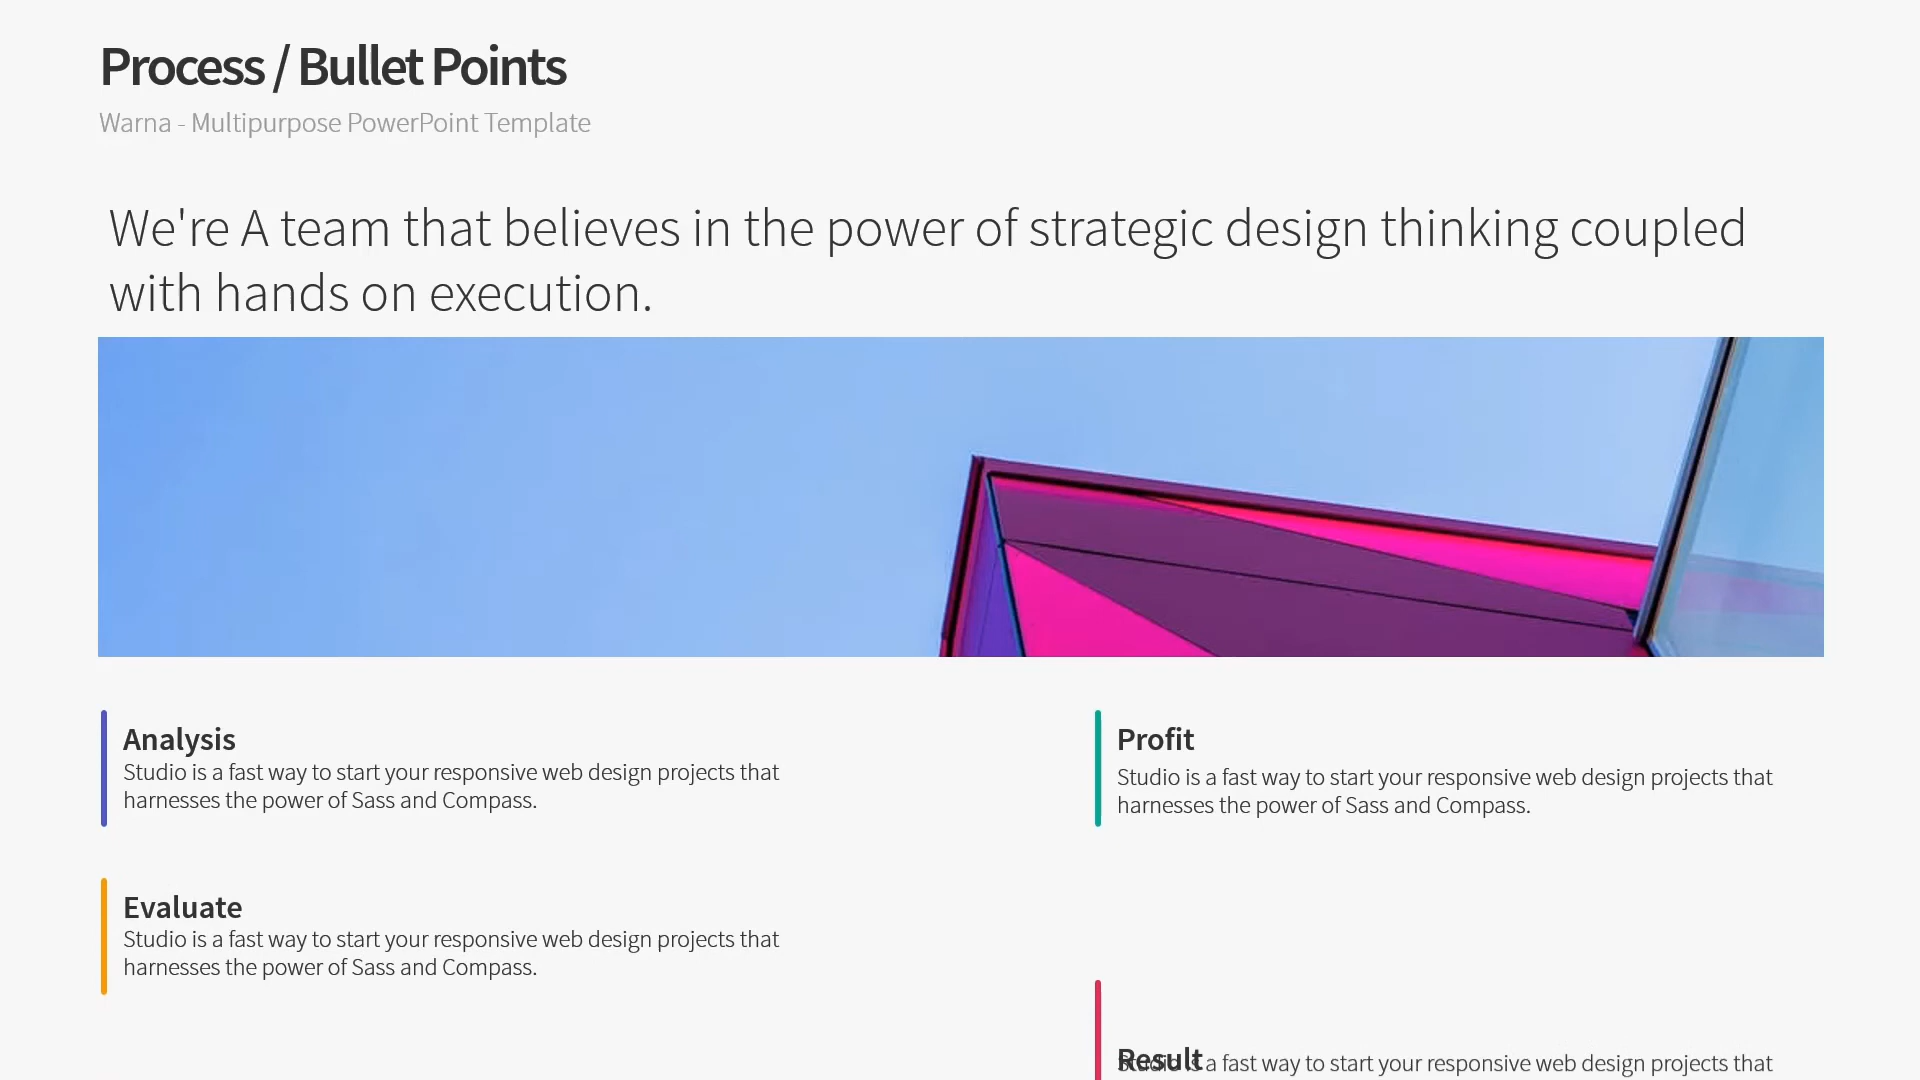 Process / Bullet Points
Warna - Multipurpose PowerPoint Template
We're A team that believes in the power of strategic design thinking coupled
with hands on execution.
Analysis
Studio is a fast way to start your responsive web design projects that
harnesses the power of Sass and Compass.
Profit
Studio is a fast way to start your responsive web design projects that
harnesses the power of Sass and Compass.
Evaluate
Studio is a fast way to start your responsive web design projects that
harnesses the power of Sass and Compass.
Result
Studio is a fast way to start your responsive web design projects that